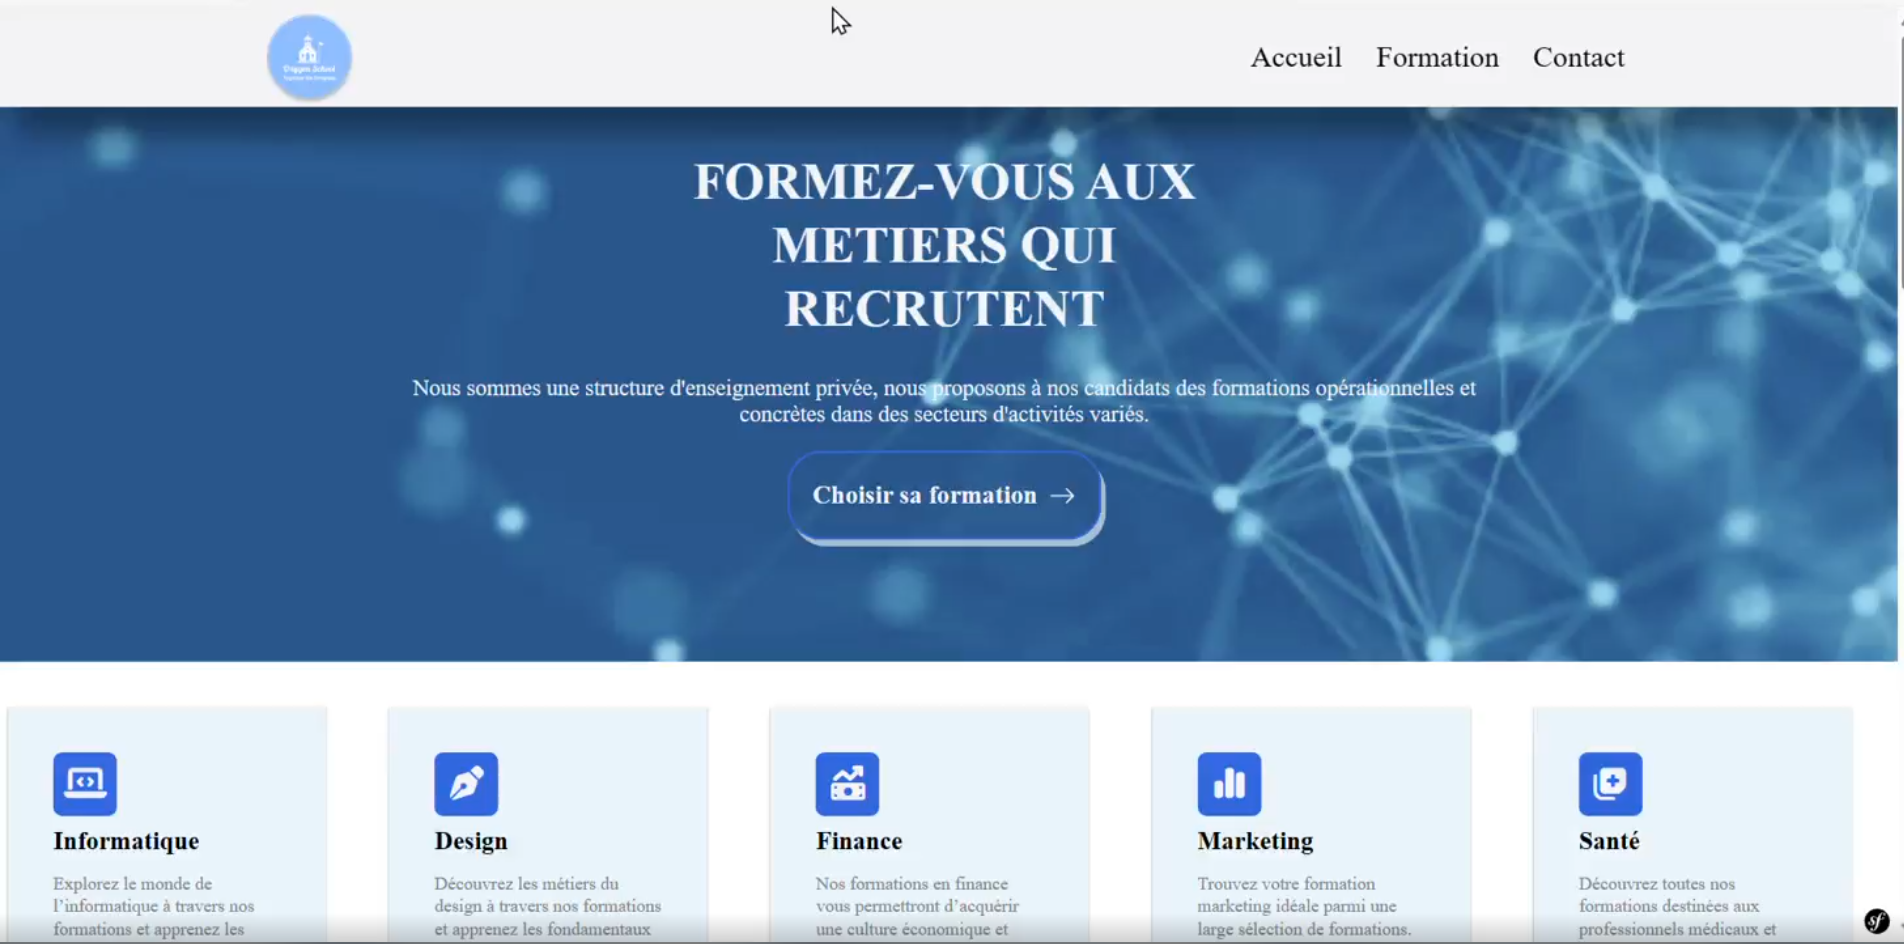 Oxygen School
Accueil Formation Contact
FORMEZ-VOUS AUX
METIERS QUI
RECRUTENT
Nous sommes une structure d'enseignement privée, nous proposons à nos candidats des formations opérationnelles et
concrètes dans des secteurs d'activités variés.
Choisir sa formation →
Informatique
Explorez le monde de
l’informatique à travers nos
formations et apprenez les
Design
Découvrez les métiers du
design à travers nos formations
et apprenez les fondamentaux
Finance
Nos formations en finance
vous permettront d’acquérir
une culture économique et
Marketing
Trouvez votre formation
marketing idéale parmi une
large sélection de formations.
Santé
Découvrez toutes nos
formations destinées aux
professionnels médicaux et
sf